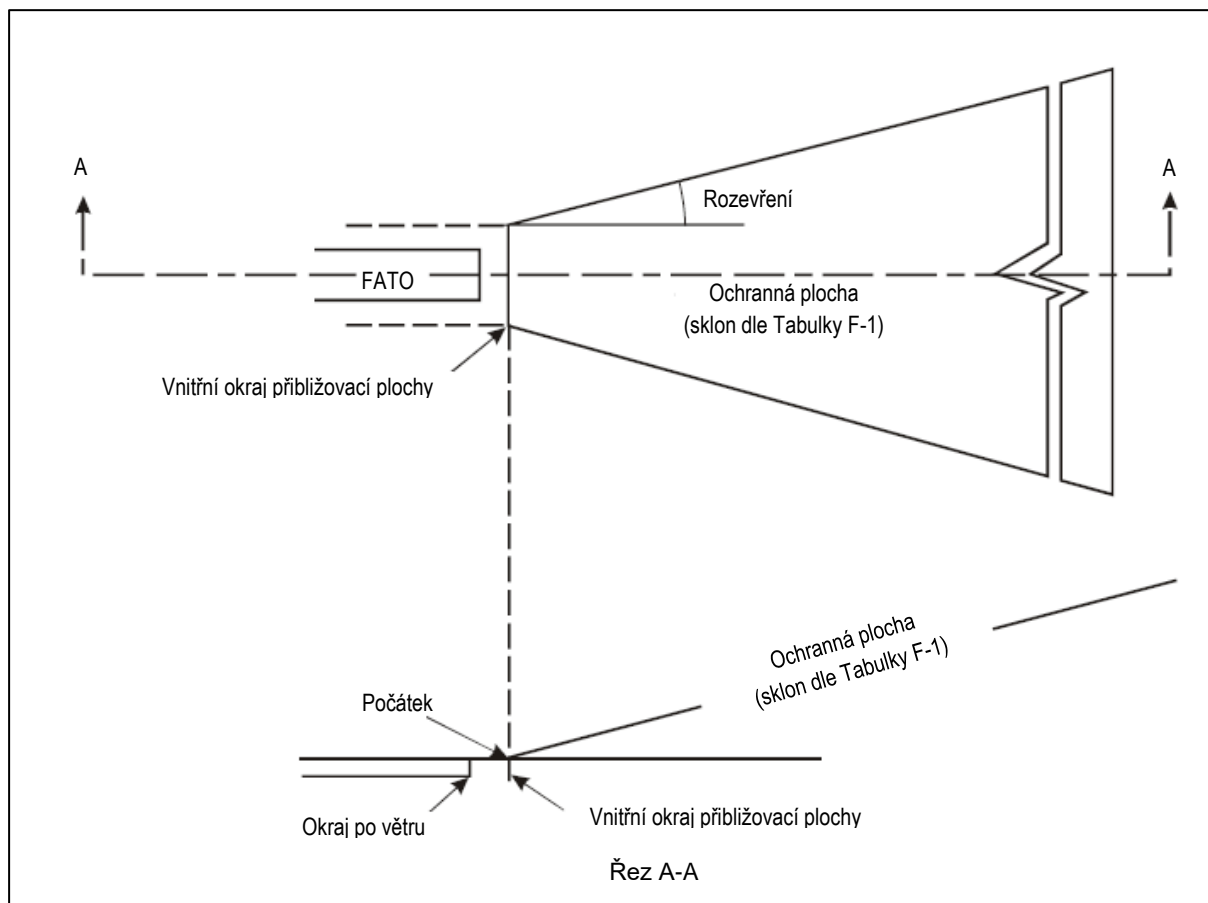 A
A
Rozevření
FATO
Ochranná plocha
(sklon dle Tabulky F-1)
Vnitřní okraj přibližovací plochy
Ochranná plocha
(sklon dle Tabulky F-1)
Počátek
Okraj po větru
Vnitřní okraj přibližovací plochy
Řez A-A